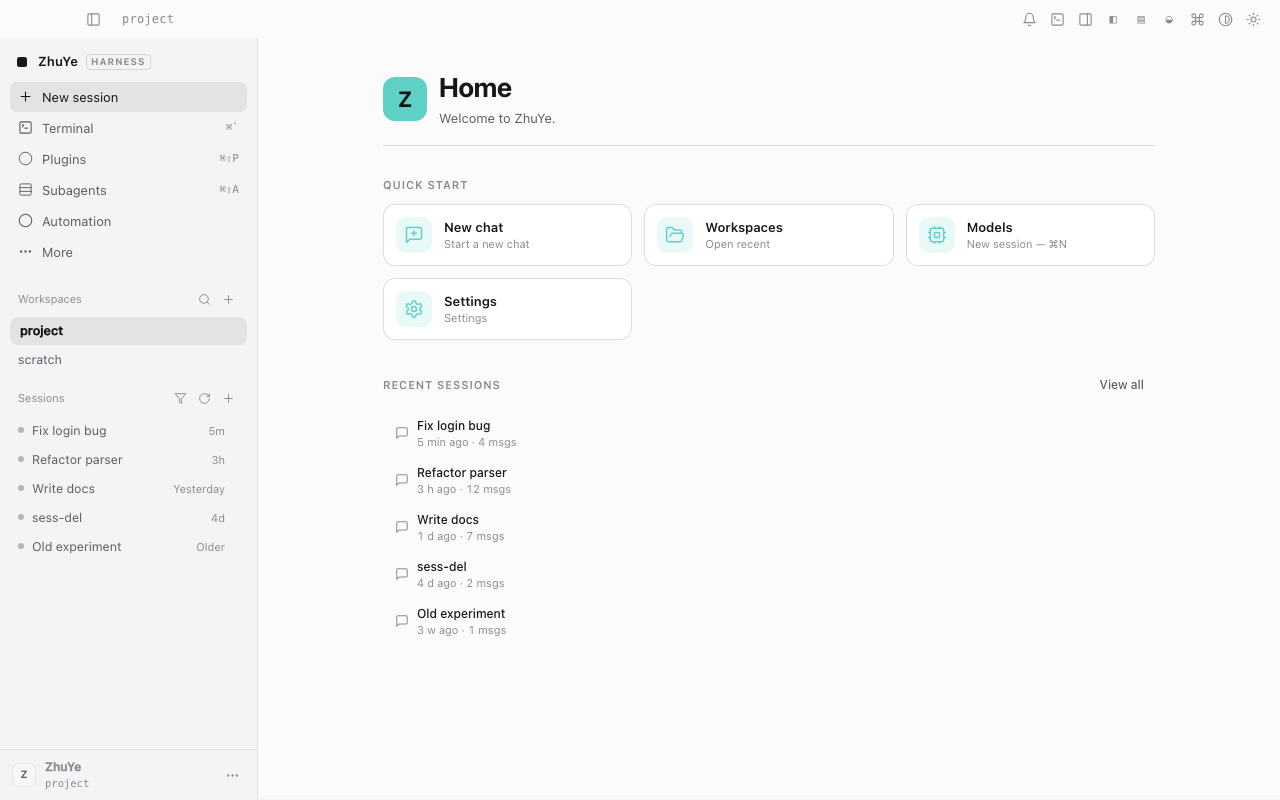 project
ZhuYe HARNESS
New session
Terminal ⌘`
Plugins ⌘⇧P
Subagents ⌘⇧A
Automation
More
Workspaces
project
scratch
Sessions
Fix login bug 5m
Refactor parser 3h
Write docs Yesterday
sess-del 4d
Old experiment Older
Z
ZhuYe
project
Z
Home
Welcome to ZhuYe.
QUICK START
New chat
Start a new chat
Workspaces
Open recent
Models
New session — ⌘N
Settings
Settings
RECENT SESSIONS View all
Fix login bug
5 min ago · 4 msgs
Refactor parser
3 h ago · 12 msgs
Write docs
1 d ago · 7 msgs
sess-del
4 d ago · 2 msgs
Old experiment
3 w ago · 1 msgs